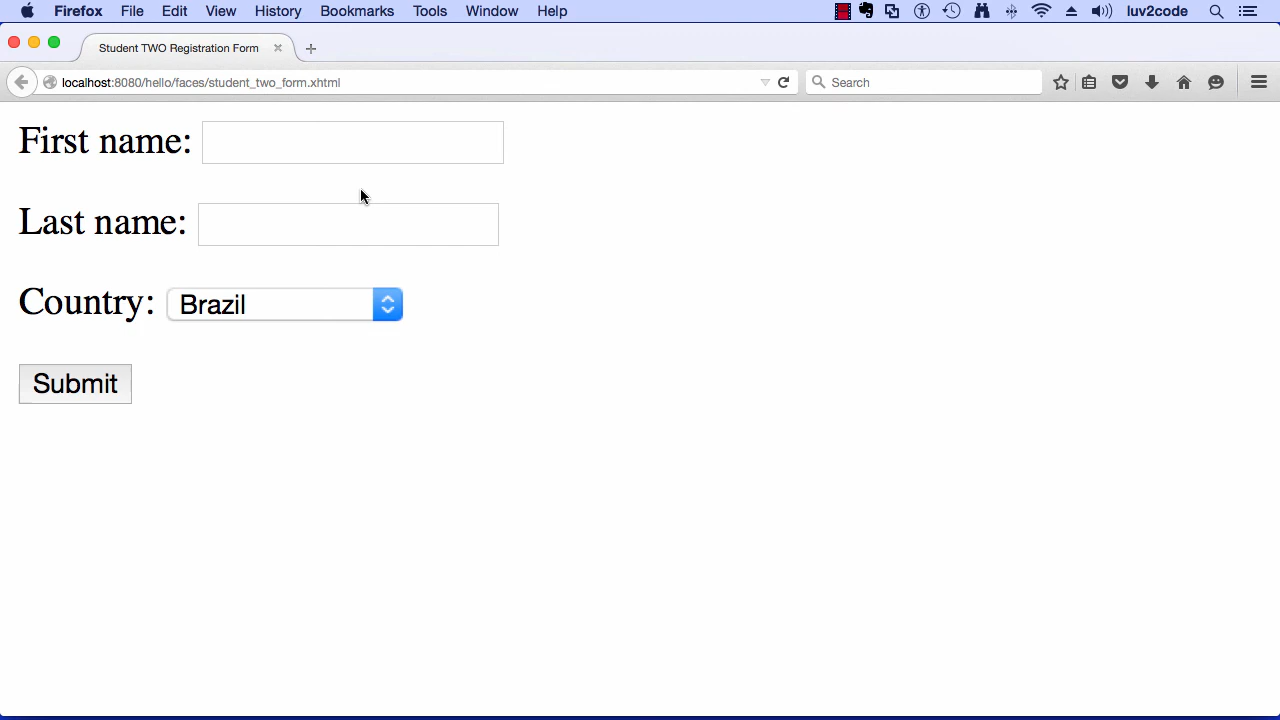 Firefox File Edit View History Bookmarks Tools Window Help luv2code
Student TWO Registration Form
localhost:8080/hello/faces/student_two_form.xhtml Search
First name:
Last name:
Country: Brazil
Submit